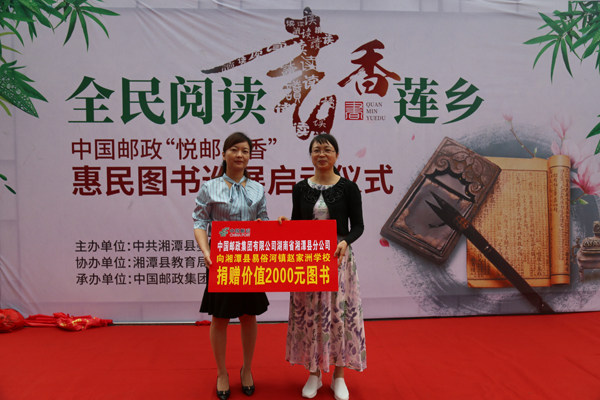 全民阅读 书香 莲乡
書
QUAN
MIN
YUEDU
中国邮政“悦邮 香”
惠民图书巡展启动仪式
主办单位:中共湘潭县
协办单位:湘潭县教育局
承办单位:中国邮政集团
中国邮政
中国邮政集团有限公司湖南省湘潭县分公司
向湘潭县易俗河镇赵家洲学校
捐赠价值2000元图书